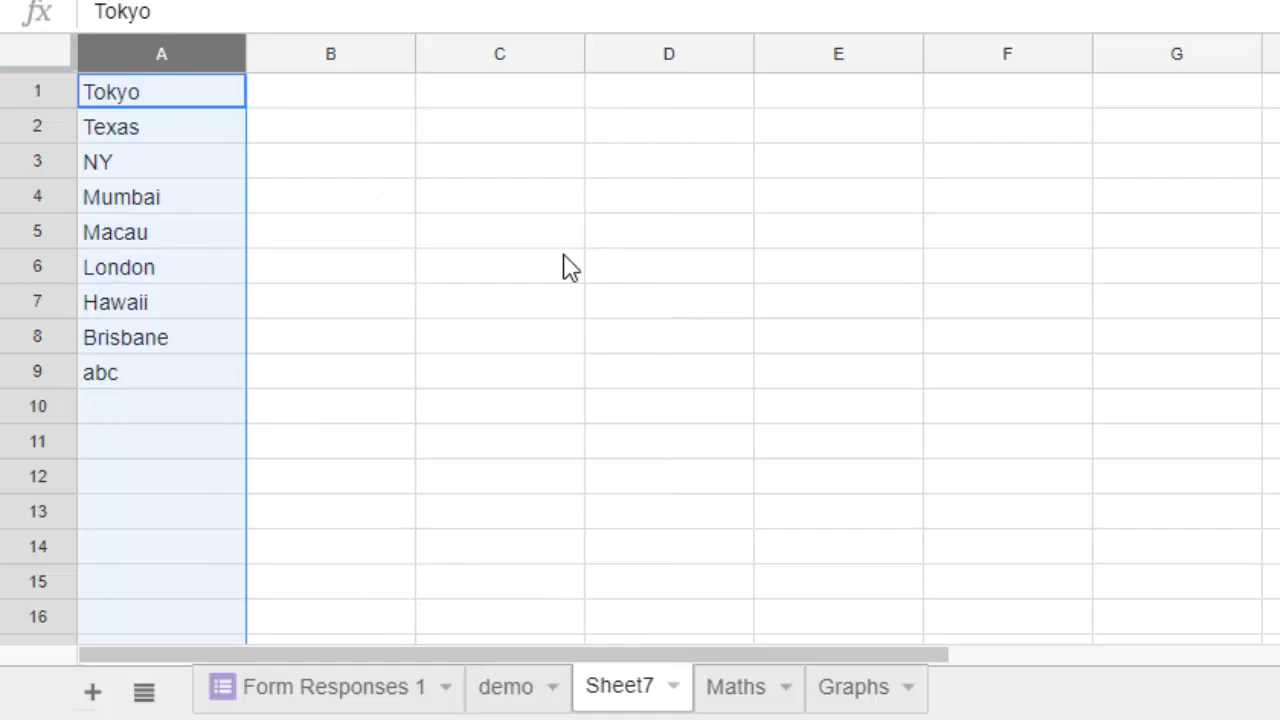 fx Tokyo
A B C D E F G
1 Tokyo
2 Texas
3 NY
4 Mumbai
5 Macau
6 London
7 Hawaii
8 Brisbane
9 abc
10
11
12
13
14
15
16
+ Form Responses 1 demo Sheet7 Maths Graphs